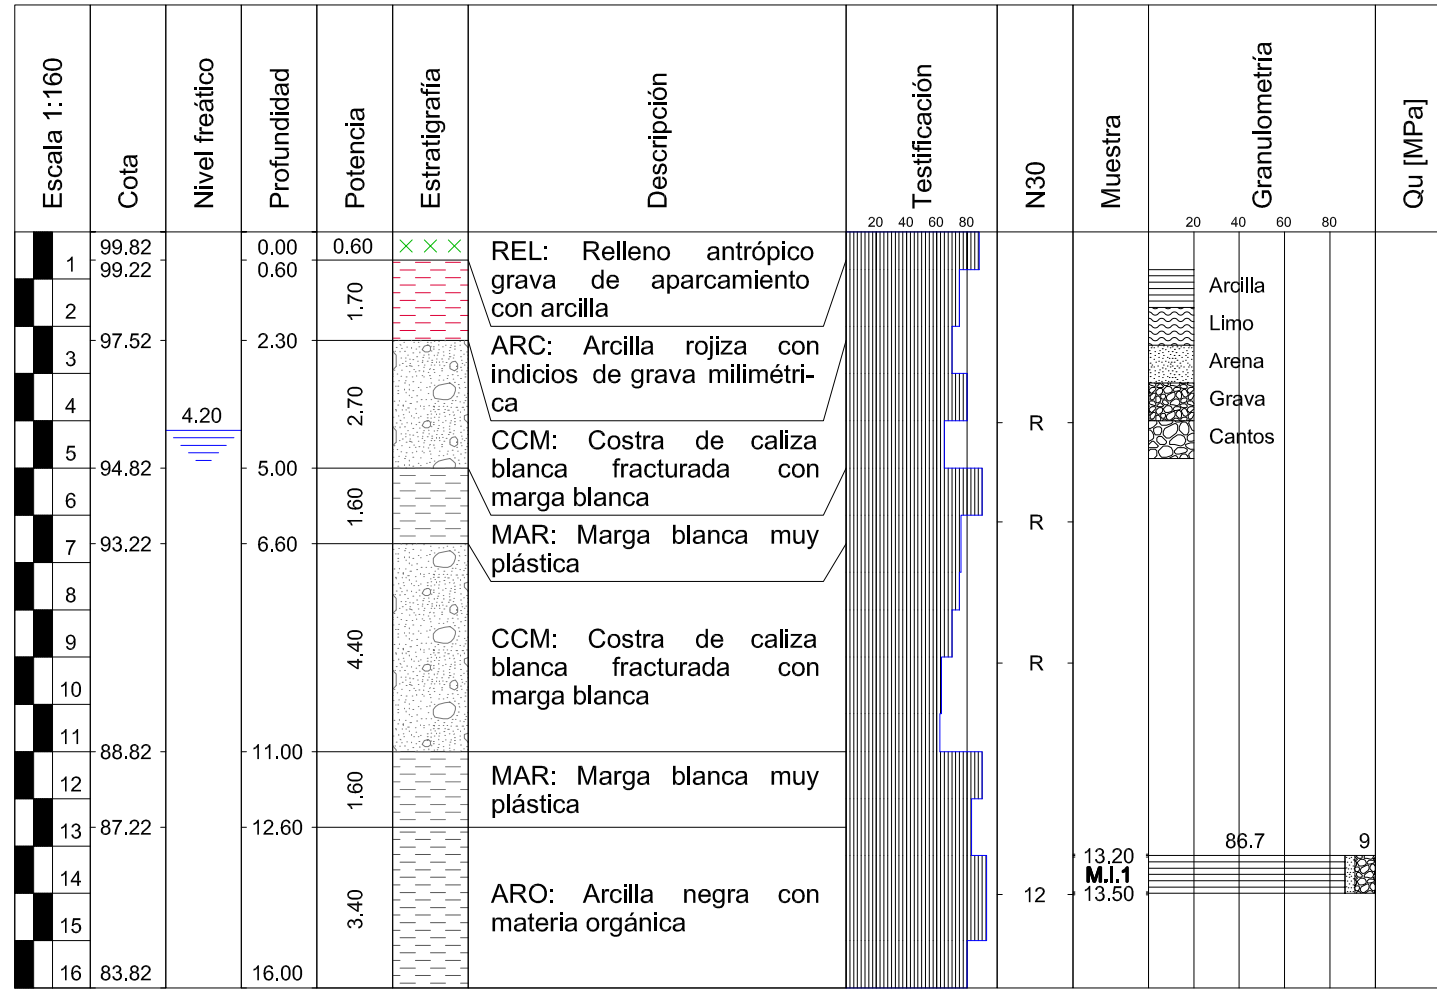 Escala 1:160
Cota
Nivel freático
Profundidad
Potencia
Estratigrafía
Descripción
Testificación
N30
Muestra
Granulometría
Qu [MPa]
20 40 60 80
20 40 60 80
1
2
3
4
5
6
7
8
9
10
11
12
13
14
15
16
99.82
99.22
97.52
94.82
93.22
88.82
87.22
83.82
4.20
0.00
0.60
2.30
5.00
6.60
11.00
12.60
16.00
0.60
1.70
2.70
1.60
4.40
1.60
3.40
REL: Relleno antrópico
grava de aparcamiento
con arcilla
ARC: Arcilla rojiza con
indicios de grava milimétri-
ca
CCM: Costra de caliza
blanca fracturada con
marga blanca
MAR: Marga blanca muy
plástica
CCM: Costra de caliza
blanca fracturada con
marga blanca
MAR: Marga blanca muy
plástica
ARO: Arcilla negra con
materia orgánica
R
R
R
12
13.20
M.I.1
13.50
Arcilla
Limo
Arena
Grava
Cantos
86.7 9